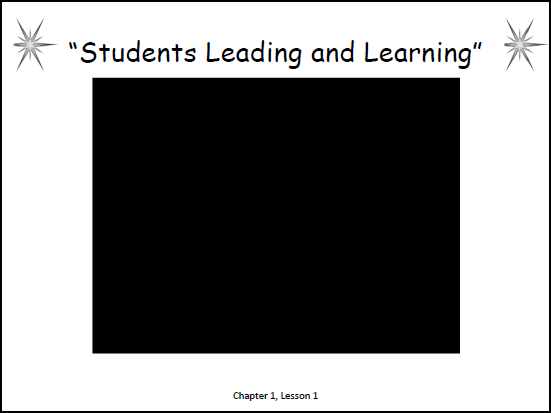 “Students Leading and Learning”
Chapter 1, Lesson 1